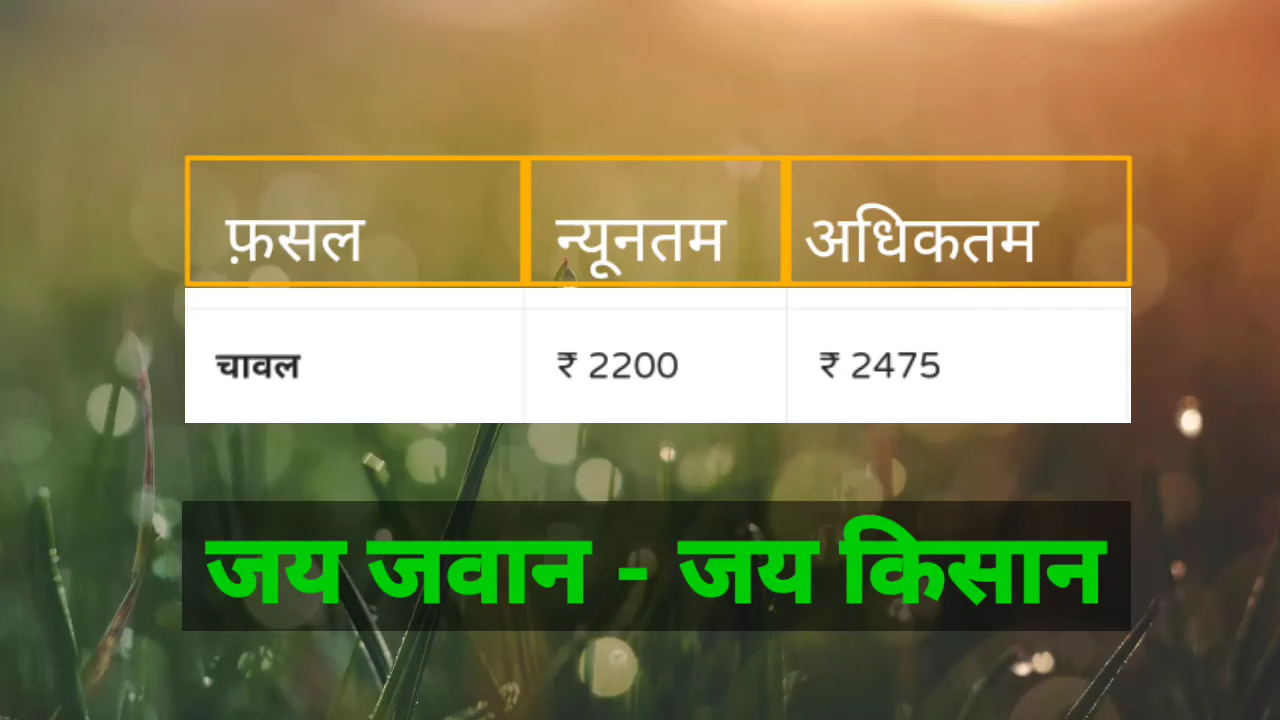 फ़सल न्यूनतम अधिकतम
चावल ₹ 2200 ₹ 2475
जय जवान - जय किसान